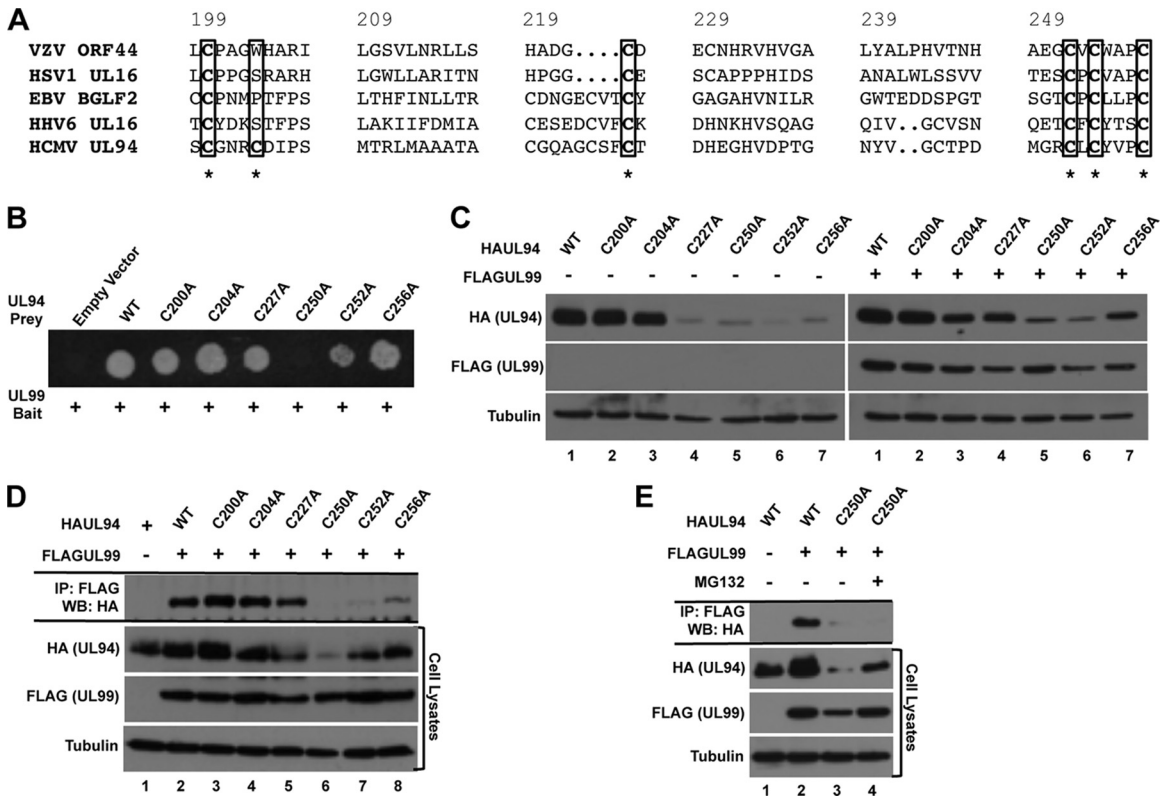 A
199 209 219 229 239 249
VZV ORF44 LCPAGWHARI LGSVLNRLLS HADG....CD ECNHRVHVGA LYALPHVTNH AEGCVCWAPC
HSV1 UL16 LCPPGSRARH LGWLLARITN HPGG....CE SCAPPPHIDS ANALWLSSVV TESCPCVAPC
EBV BGLF2 CCPNMPTFPS LTHFINLLTR CDNGECVTCY GAGAHVNILR GWTEDDSPGT SGTCPLLLPC
HHV6 UL16 TCYDKSTFPS LAKIIFDMIA CESEDCVFCK DHNKHVSQAG QIV..GCVSN QETCFCYTSC
HCMV UL94 SCGNRCDIPS MTRLMAAATA CGQAGCSFCT DHEGHVDPTG NYV..GCTPD MGRCLCYVPC
* * * * * *
B
UL94 Prey Empty Vector WT C200A C204A C227A C250A C252A C256A
UL99 Bait + + + + + + + +
C
HAUL94 WT C200A C204A C227A C250A C252A C256A WT C200A C204A C227A C250A C252A C256A
FLAGUL99 - - - - - - - + + + + + + +
HA (UL94)
FLAG (UL99)
Tubulin
1 2 3 4 5 6 7 1 2 3 4 5 6 7
D
HAUL94 + WT C200A C204A C227A C250A C252A C256A
FLAGUL99 - + + + + + + +
IP: FLAG
WB: HA
HA (UL94)
FLAG (UL99)
Tubulin
Cell Lysates
1 2 3 4 5 6 7 8
E
HAUL94 WT WT C250A C250A
FLAGUL99 - + + +
MG132 - - - +
IP: FLAG
WB: HA
HA (UL94)
FLAG (UL99)
Tubulin
Cell Lysates
1 2 3 4